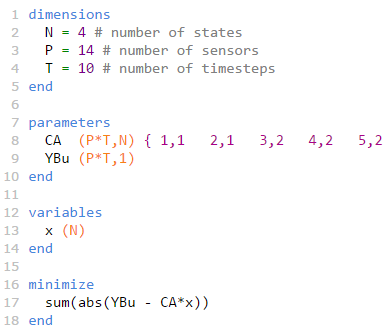 1 dimensions
2 N = 4 # number of states
3 P = 14 # number of sensors
4 T = 10 # number of timesteps
5 end
6
7 parameters
8 CA (P*T,N) { 1,1 2,1 3,2 4,2 5,2
9 YBu (P*T,1)
10 end
11
12 variables
13 x (N)
14 end
15
16 minimize
17 sum(abs(YBu - CA*x))
18 end